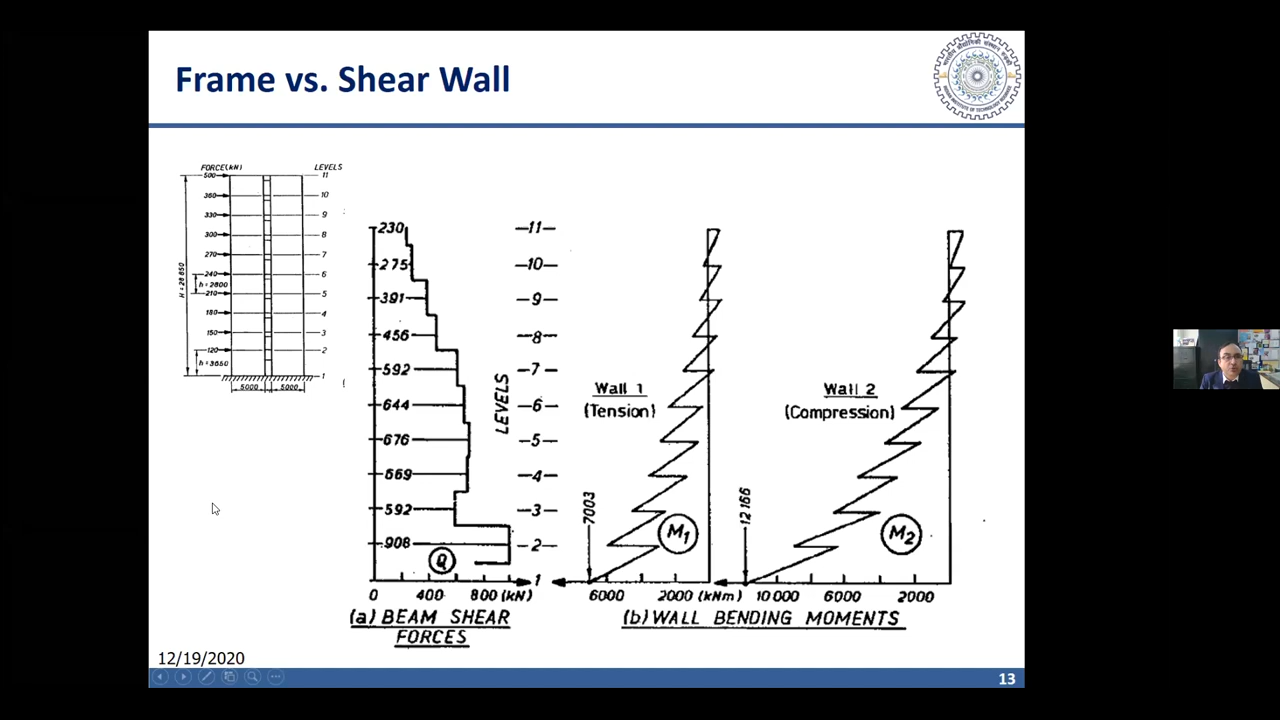 Frame vs. Shear Wall
FORCE(kN) LEVELS
500 11
360 10
330 9
300 8
270 7
240 6
210 5
180 4
150 3
120 2
1
H = 28 850
h = 2800
h = 3650
5000 5000
230
275
391
456
592
644
676
669
592
908
Q
0 400 800 (kN)
(a) BEAM SHEAR
FORCES
LEVELS
11
10
9
8
7
6
5
4
3
2
1
Wall 1
(Tension)
7003
M1
6000 2000 (kNm)
Wall 2
(Compression)
12 166
M2
10 000 6000 2000
(b) WALL BENDING MOMENTS
12/19/2020
13